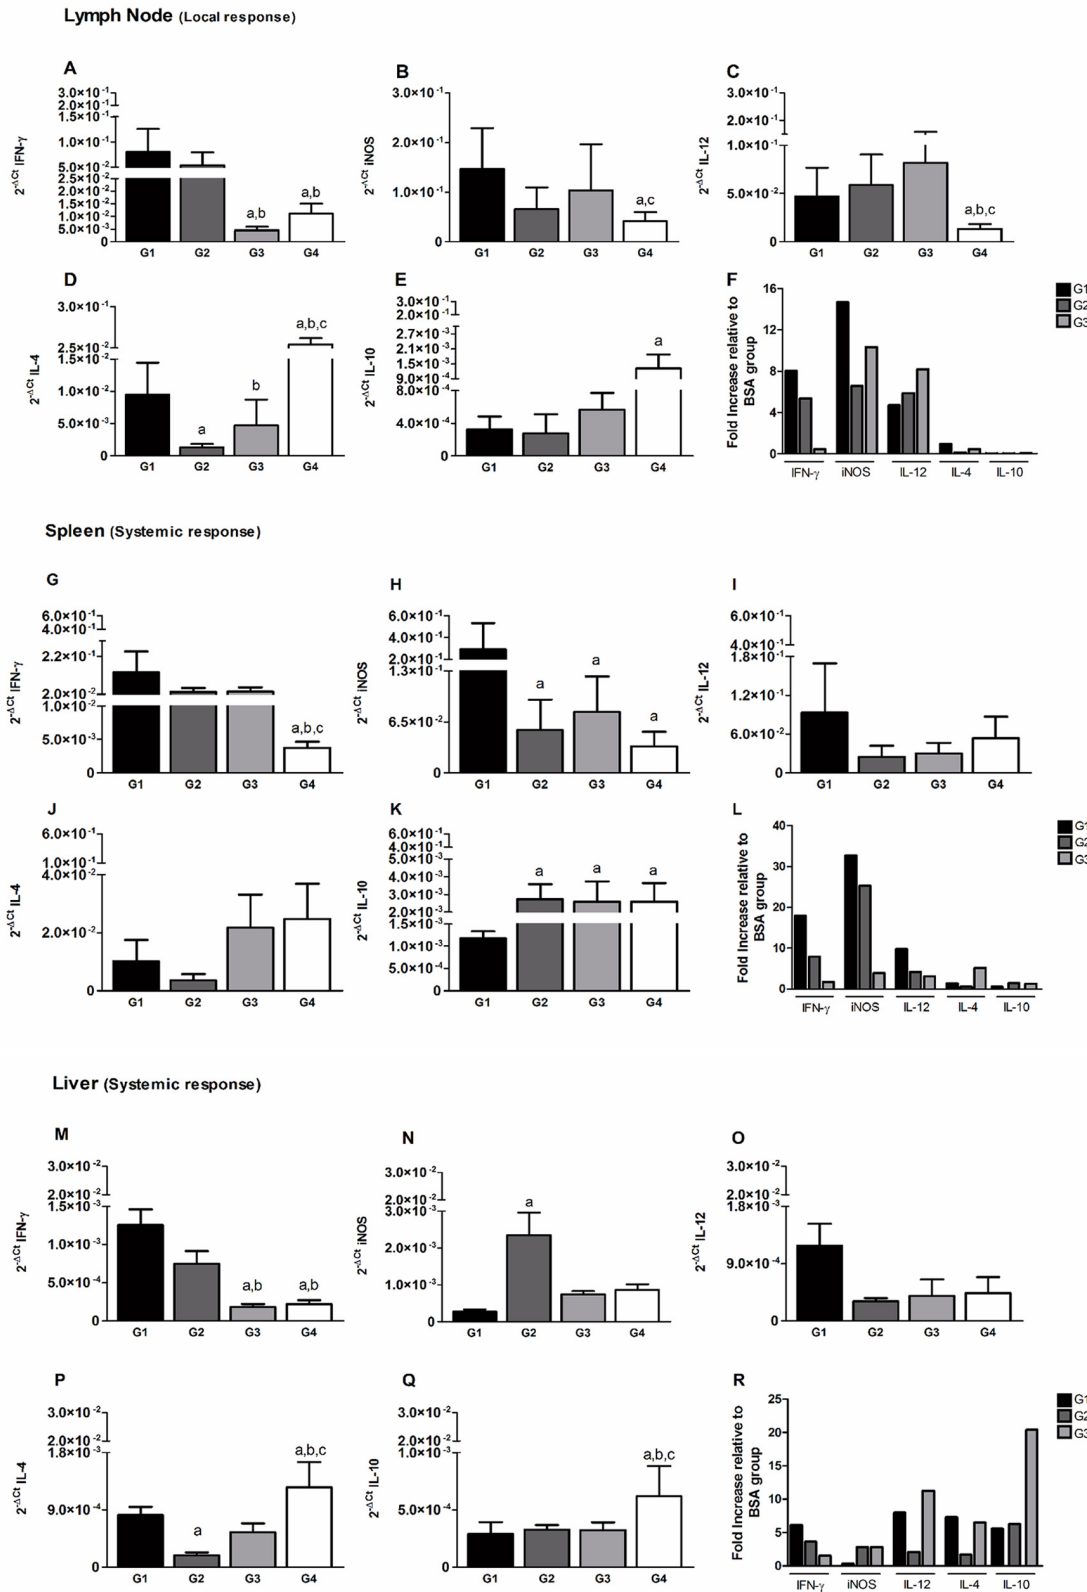 Lymph Node (Local response)
A
2^-ΔCt IFN-γ
3.0×10^-1
2.0×10^-1
1.5×10^-1
1.0×10^-1
5.0×10^-2
2.5×10^-2
2.0×10^-2
1.5×10^-2
1.0×10^-2
5.0×10^-3
0
a,b
a,b
G1 G2 G3 G4
B
2^-ΔCt iNOS
3.0×10^-1
2.0×10^-1
1.0×10^-1
0
a,c
G1 G2 G3 G4
C
2^-ΔCt IL-12
3.0×10^-1
2.0×10^-1
1.0×10^-1
5.0×10^-2
0
a,b,c
G1 G2 G3 G4
D
2^-ΔCt IL-4
3.0×10^-1
2.5×10^-2
1.5×10^-2
1.0×10^-2
5.0×10^-3
0
a
b
a,b,c
G1 G2 G3 G4
E
2^-ΔCt IL-10
3.0×10^-1
2.0×10^-1
2.7×10^-3
2.1×10^-3
1.5×10^-3
9.0×10^-4
8.0×10^-4
4.0×10^-4
0
a
G1 G2 G3 G4
F
Fold Increase relative to
BSA group
16
12
8
4
0
IFN-γ iNOS IL-12 IL-4 IL-10
G1
G2
G3
Spleen (Systemic response)
G
2^-ΔCt IFN-γ
6.0×10^-1
4.0×10^-1
2.2×10^-1
2.0×10^-2
1.0×10^-2
5.0×10^-3
0
a,b,c
G1 G2 G3 G4
H
2^-ΔCt iNOS
6.0×10^-1
4.0×10^-1
2.0×10^-1
1.3×10^-1
6.5×10^-2
0
a
a
a
G1 G2 G3 G4
I
2^-ΔCt IL-12
6.0×10^-1
4.0×10^-1
1.8×10^-1
1.2×10^-1
6.0×10^-2
0
G1 G2 G3 G4
J
2^-ΔCt IL-4
6.0×10^-1
1.0×10^-1
4.0×10^-2
2.0×10^-2
0
G1 G2 G3 G4
K
2^-ΔCt IL-10
6.0×10^-1
4.0×10^-1
5.0×10^-3
3.0×10^-3
2.0×10^-3
1.5×10^-3
1.0×10^-3
5.0×10^-4
0
a
a
a
G1 G2 G3 G4
L
Fold Increase relative to
BSA group
40
30
20
10
0
IFN-γ iNOS IL-12 IL-4 IL-10
G1
G2
G3
Liver (Systemic response)
M
2^-ΔCt IFN-γ
3.0×10^-2
2.0×10^-2
1.5×10^-3
1.0×10^-3
5.0×10^-4
0
a,b
a,b
G1 G2 G3 G4
N
2^-ΔCt iNOS
3.0×10^-2
2.0×10^-2
3.0×10^-3
2.0×10^-3
1.0×10^-3
0
a
G1 G2 G3 G4
O
2^-ΔCt IL-12
3.0×10^-2
2.0×10^-2
1.8×10^-3
9.0×10^-4
0
G1 G2 G3 G4
P
2^-ΔCt IL-4
3.0×10^-2
2.0×10^-2
1.8×10^-3
9.0×10^-4
0
a
a,b,c
G1 G2 G3 G4
Q
2^-ΔCt IL-10
3.0×10^-2
2.0×10^-2
1.0×10^-3
5.0×10^-4
0
a,b,c
G1 G2 G3 G4
R
Fold Increase relative to
BSA group
25
20
15
10
5
0
IFN-γ iNOS IL-12 IL-4 IL-10
G1
G2
G3